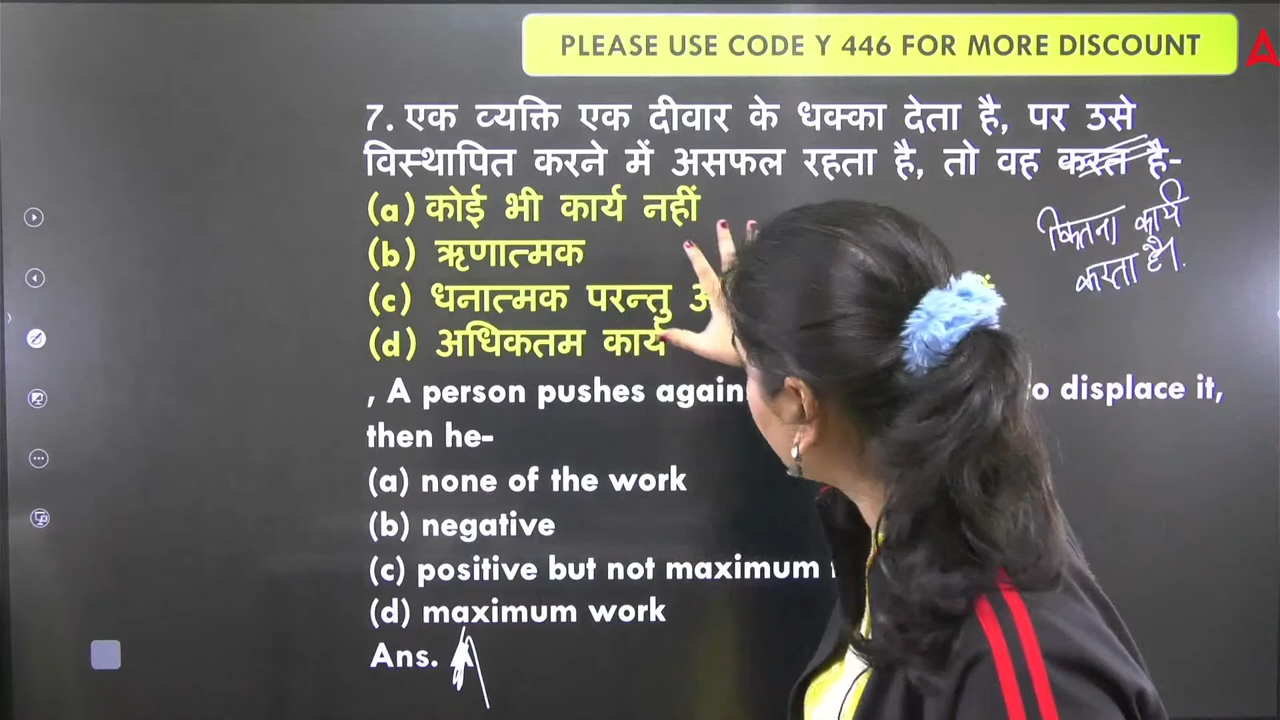 PLEASE USE CODE Y 446 FOR MORE DISCOUNT
7. एक व्यक्ति एक दीवार के धक्का देता है, पर उसे
विस्थापित करने में असफल रहता है, तो वह करता है-
(a) कोई भी कार्य नहीं
कितना कार्य
(b) ऋणात्मक
करता है।
(c) धनात्मक परन्तु
(d) अधिकतम कार्य
, A person pushes again o displace it,
then he-
(a) none of the work
(b) negative
(c) positive but not maximum
(d) maximum work
Ans. A